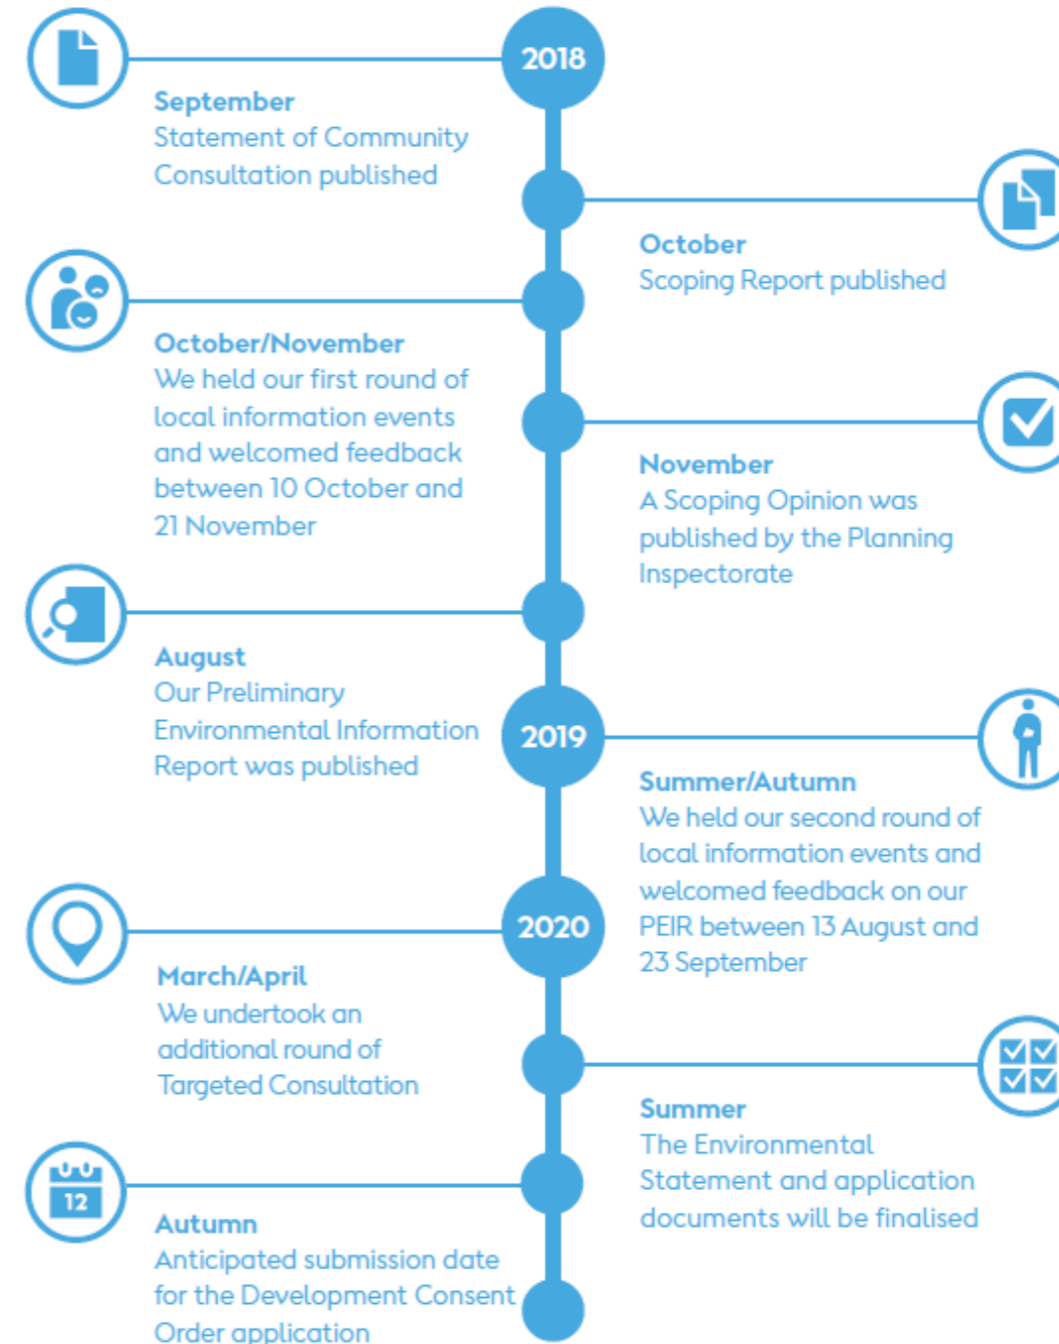 2018
September
Statement of Community
Consultation published
October
Scoping Report published
October/November
We held our first round of
local information events
and welcomed feedback
between 10 October and
21 November
November
A Scoping Opinion was
published by the Planning
Inspectorate
August
Our Preliminary
Environmental Information
Report was published
2019
Summer/Autumn
We held our second round of
local information events and
welcomed feedback on our
PEIR between 13 August and
23 September
2020
March/April
We undertook an
additional round of
Targeted Consultation
Summer
The Environmental
Statement and application
documents will be finalised
12
Autumn
Anticipated submission date
for the Development Consent
Order application